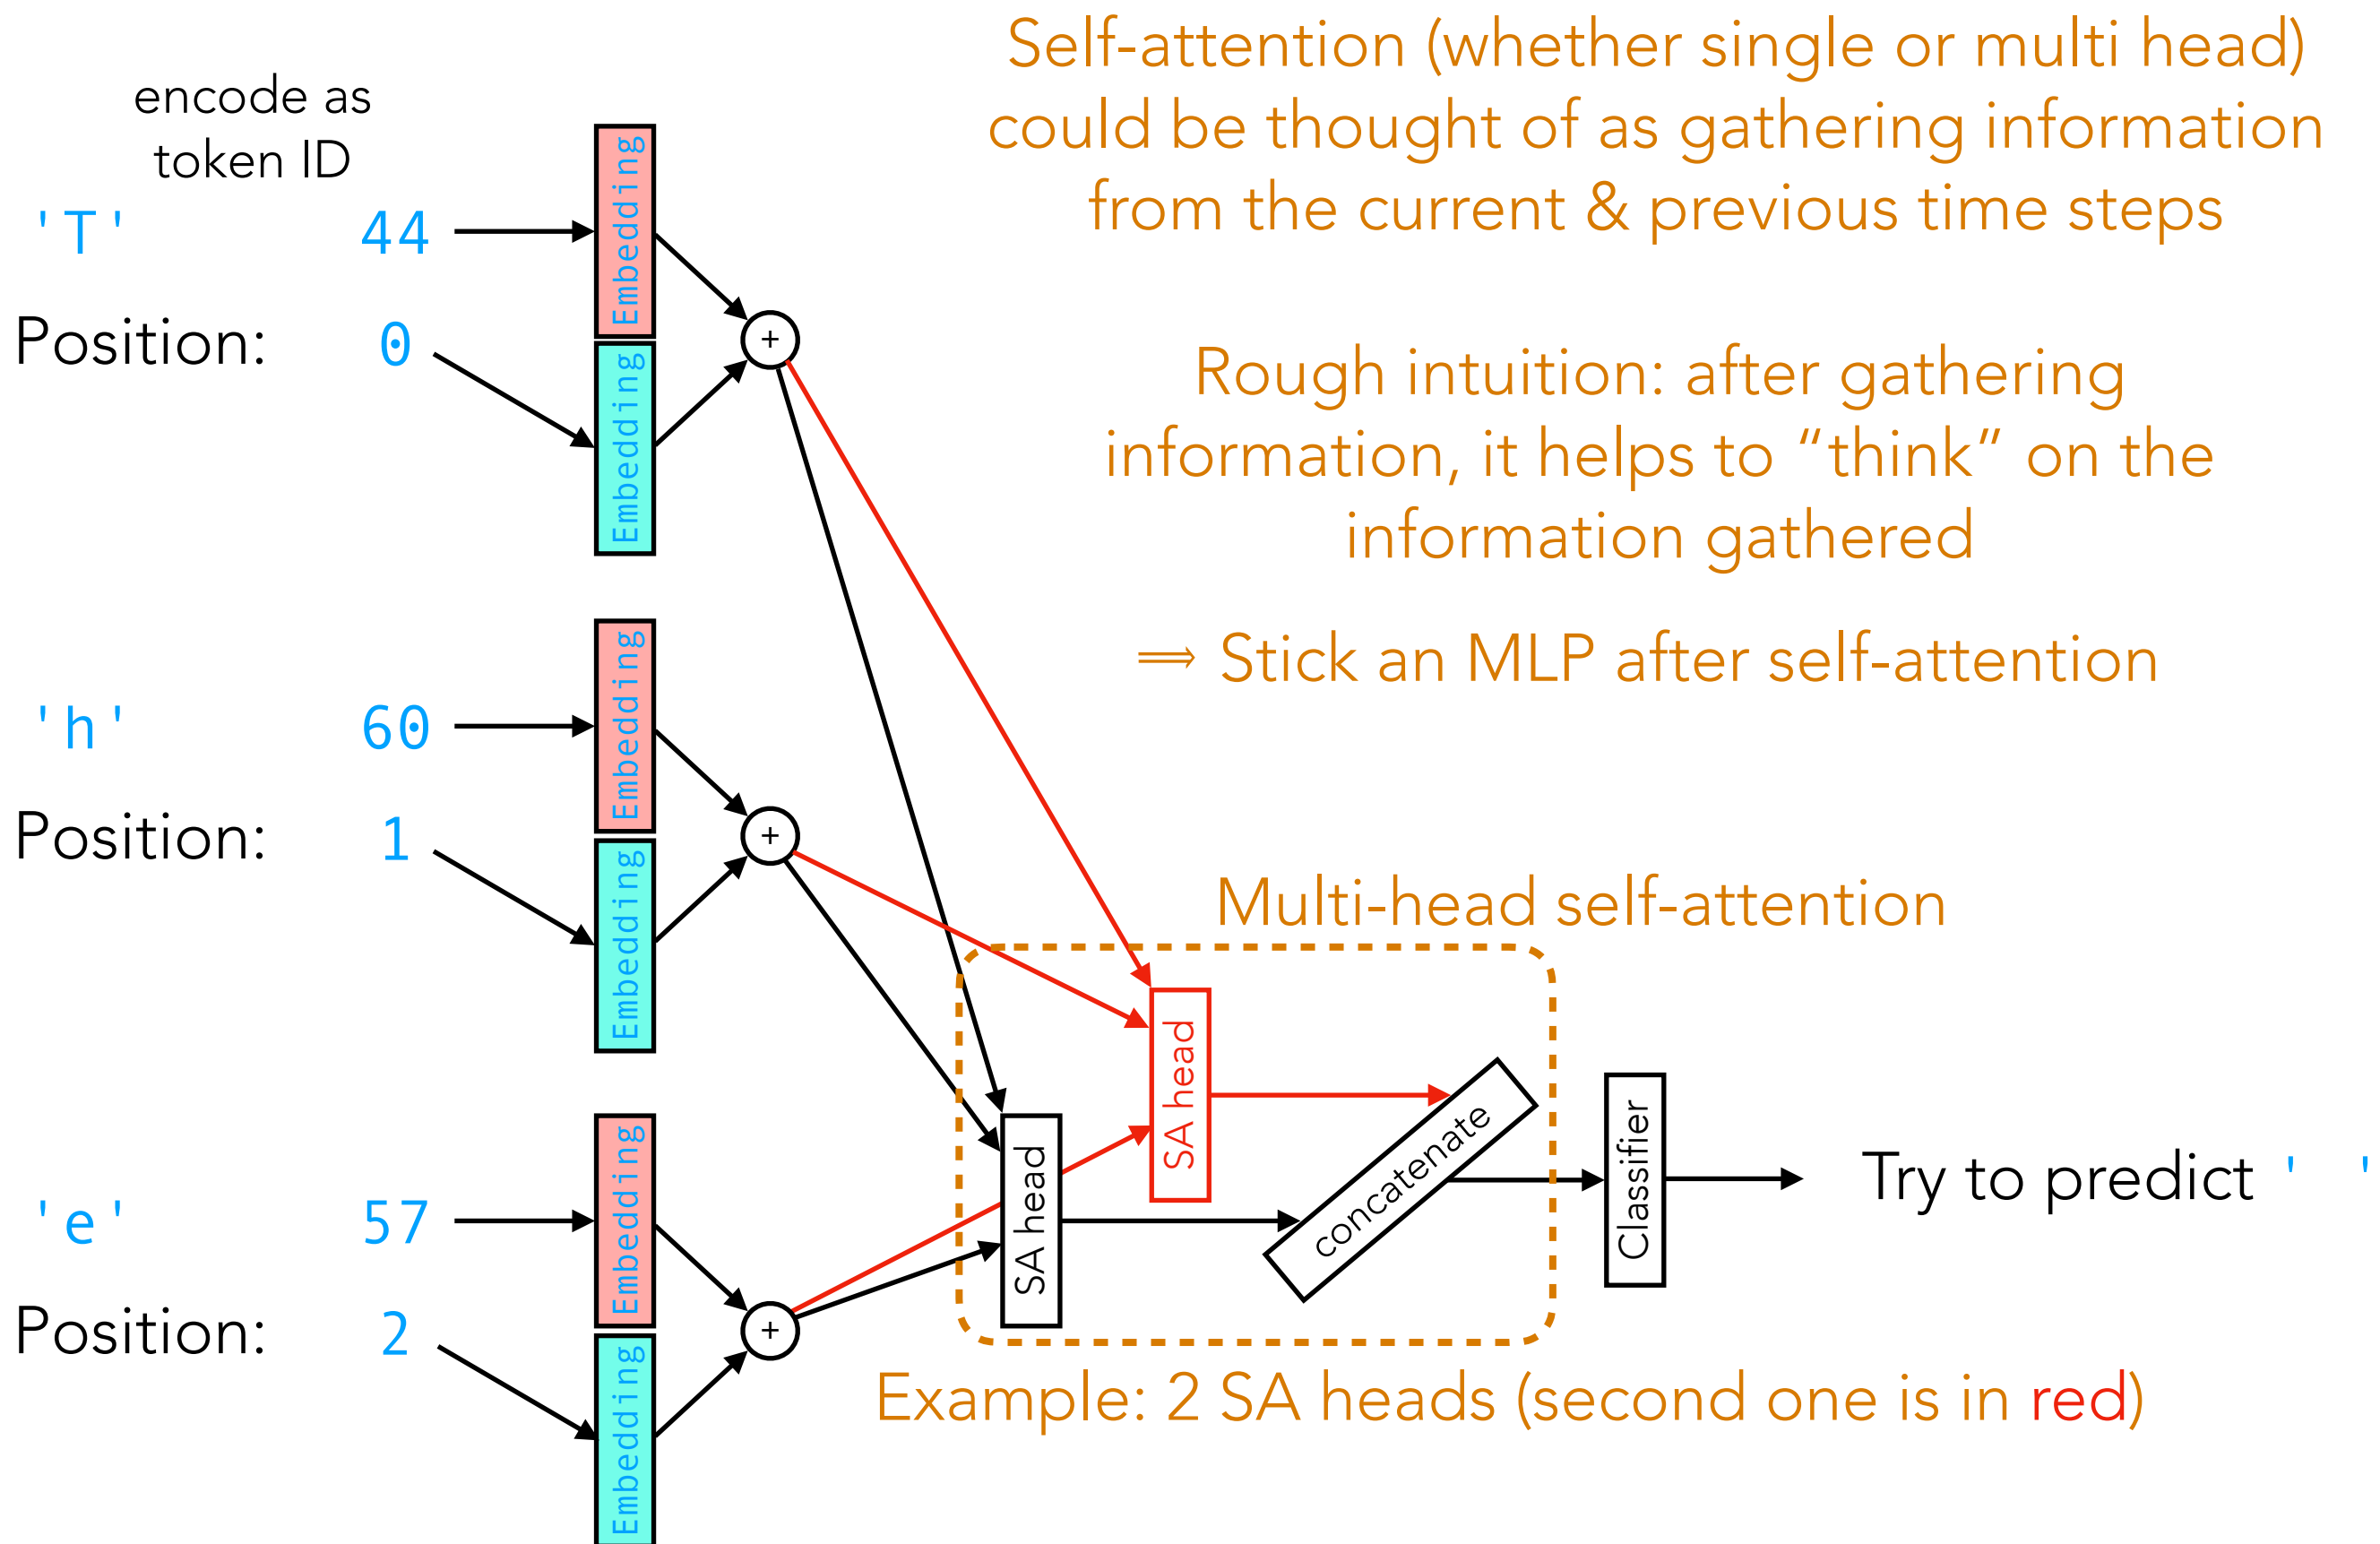 Self-attention (whether single or multi head)
could be thought of as gathering information
from the current & previous time steps
encode as
token ID
'T' 44
Embedding
Position: 0
Embedding
+
Rough intuition: after gathering
information, it helps to “think” on the
information gathered
⟹ Stick an MLP after self-attention
'h' 60
Embedding
Position: 1
Embedding
+
Multi-head self-attention
'e' 57
Embedding
Position: 2
Embedding
+
SA head
SA head
concatenate
Classifier
Try to predict ' '
Example: 2 SA heads (second one is in red)